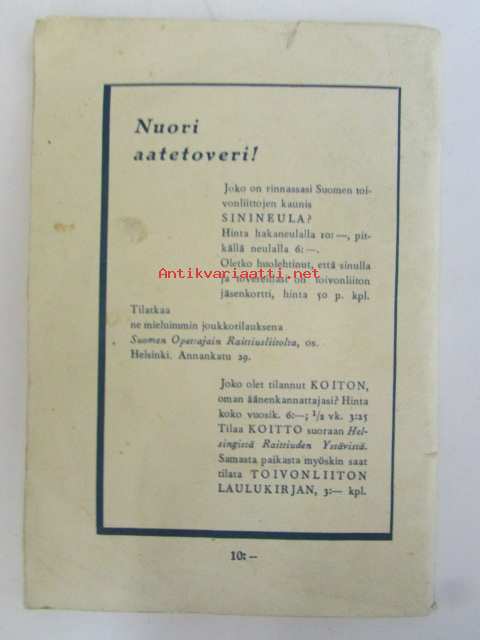 Nuori
aatetoveri!
Joko on rinnassasi Suomen toi-
vonliittojen kaunis
SININEULA?
Hinta hakaneulalla 10:—, pit-
källä neulalla 6:—.
Oletko huolehtinut, että sinulla
Antikvariaatti.net
ja tovereillasi on Toivonliiton
jäsenkortti, hinta 50 p. kpl.
Tilatkaa
ne mieluimmin joukkotilauksena
Suomen Opettajain Raittiusliitolta, os.
Helsinki. Annankatu 29.
Joko olet tilannut KOITON,
oman äänenkannattajasi? Hinta
koko vuosik. 6:—; 1/2 vk. 3:25
Tilaa KOITTO suoraan Hel-
singistä Raittiuden Ystävistä.
Samasta paikasta myöskin saat
tilata TOIVONLIITON
LAULUKIRJAN, 3:— kpl.
10: —